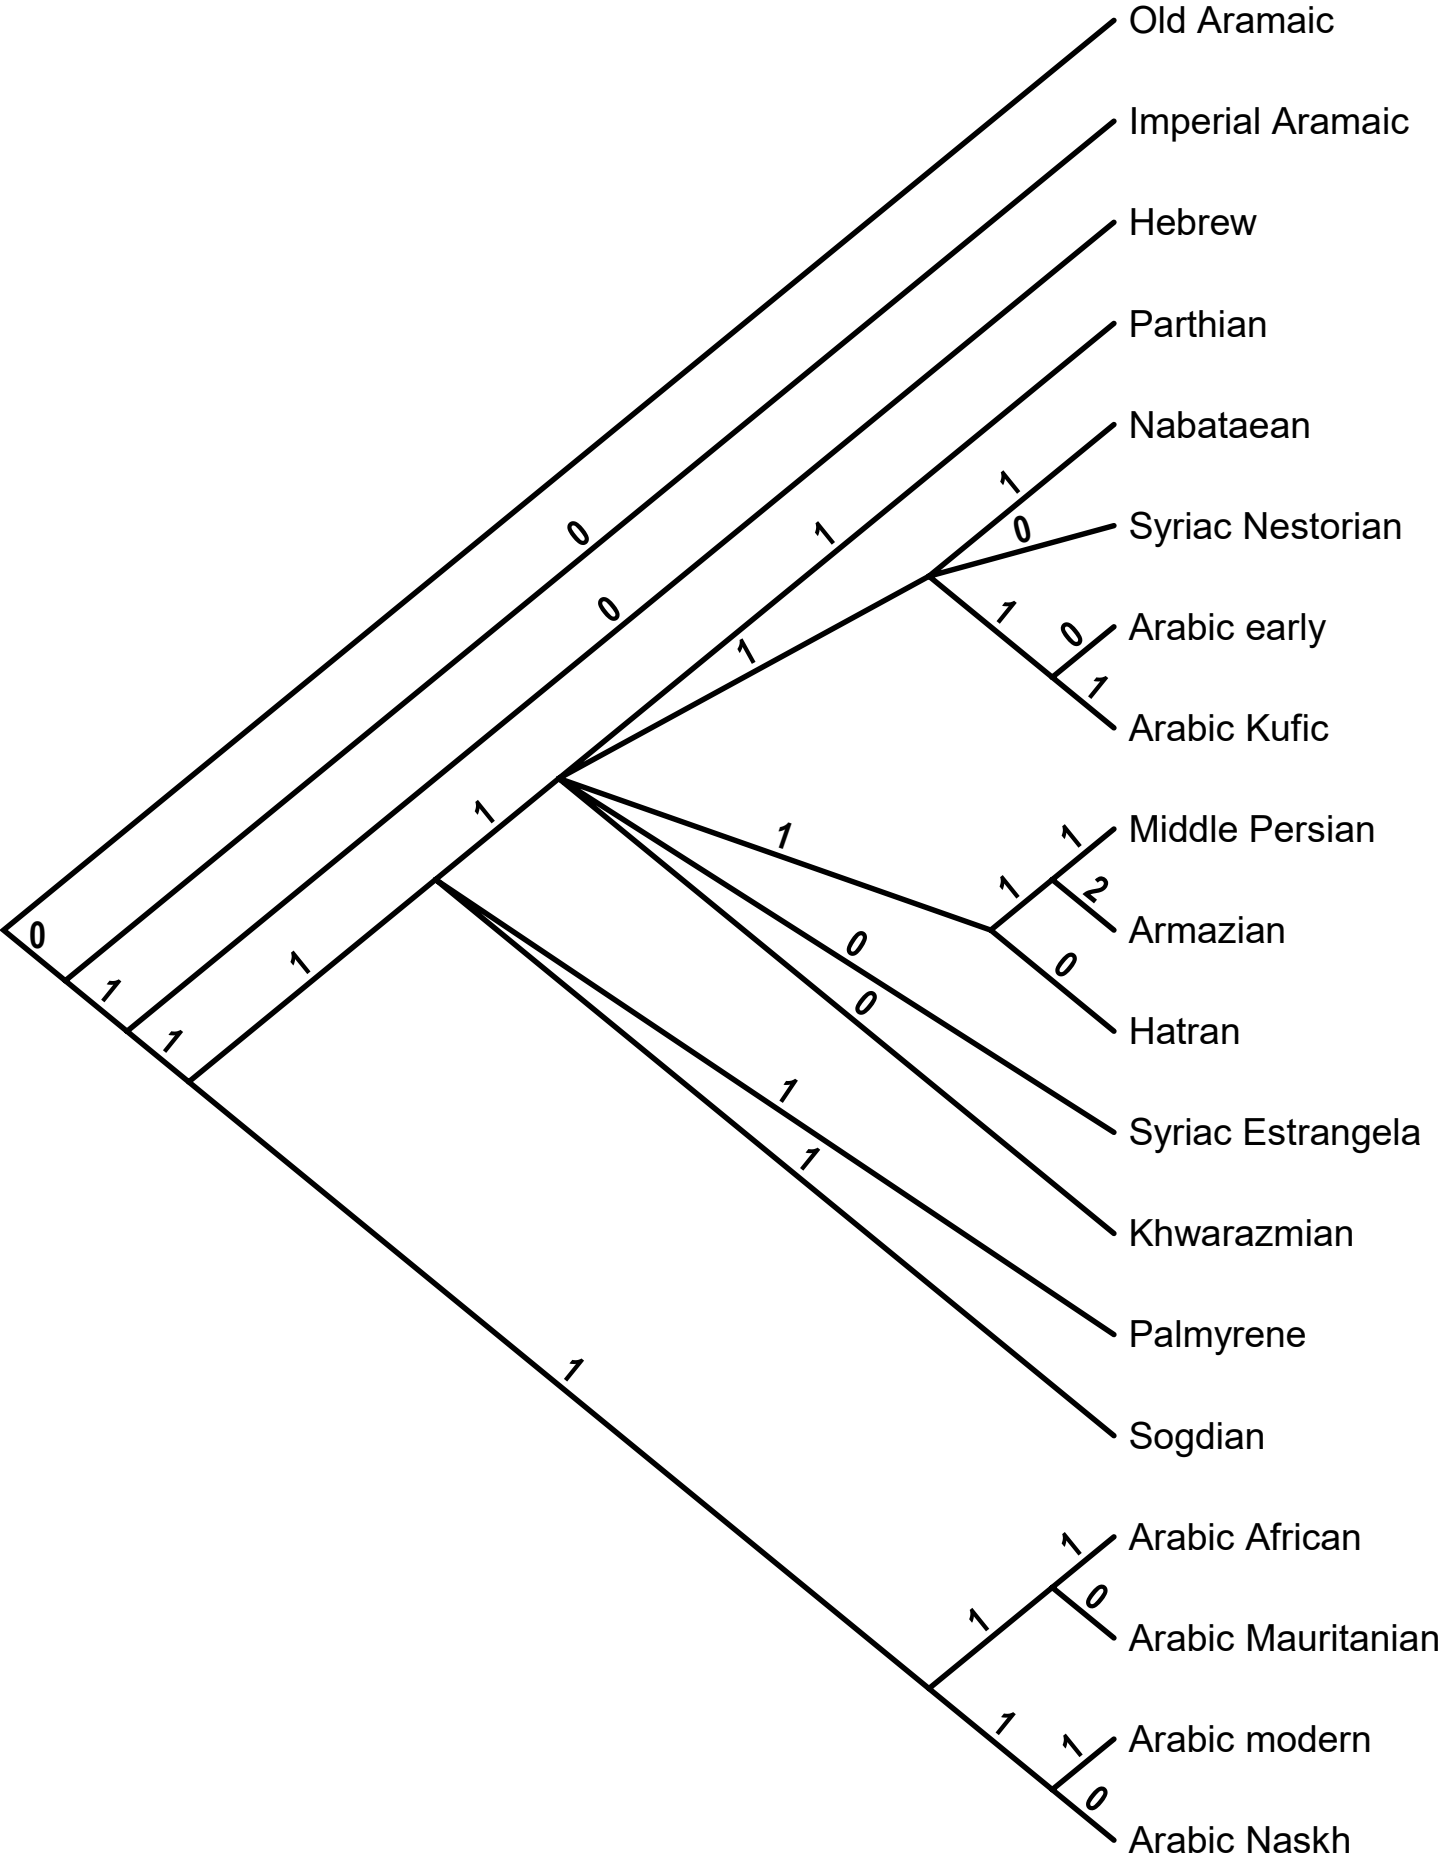 Old Aramaic
Imperial Aramaic
Hebrew
Parthian
Nabataean
1
Syriac Nestorian
0
0
1
0
1
Arabic early
1
0
1
Arabic Kufic
1
1
Middle Persian
1
1
1
2
Armazian
0
0
1
0
Hatran
1
0
1
Syriac Estrangela
1
1
Khwarazmian
Palmyrene
1
Sogdian
Arabic African
1
0
1
Arabic Mauritanian
1
Arabic modern
1
0
Arabic Naskh